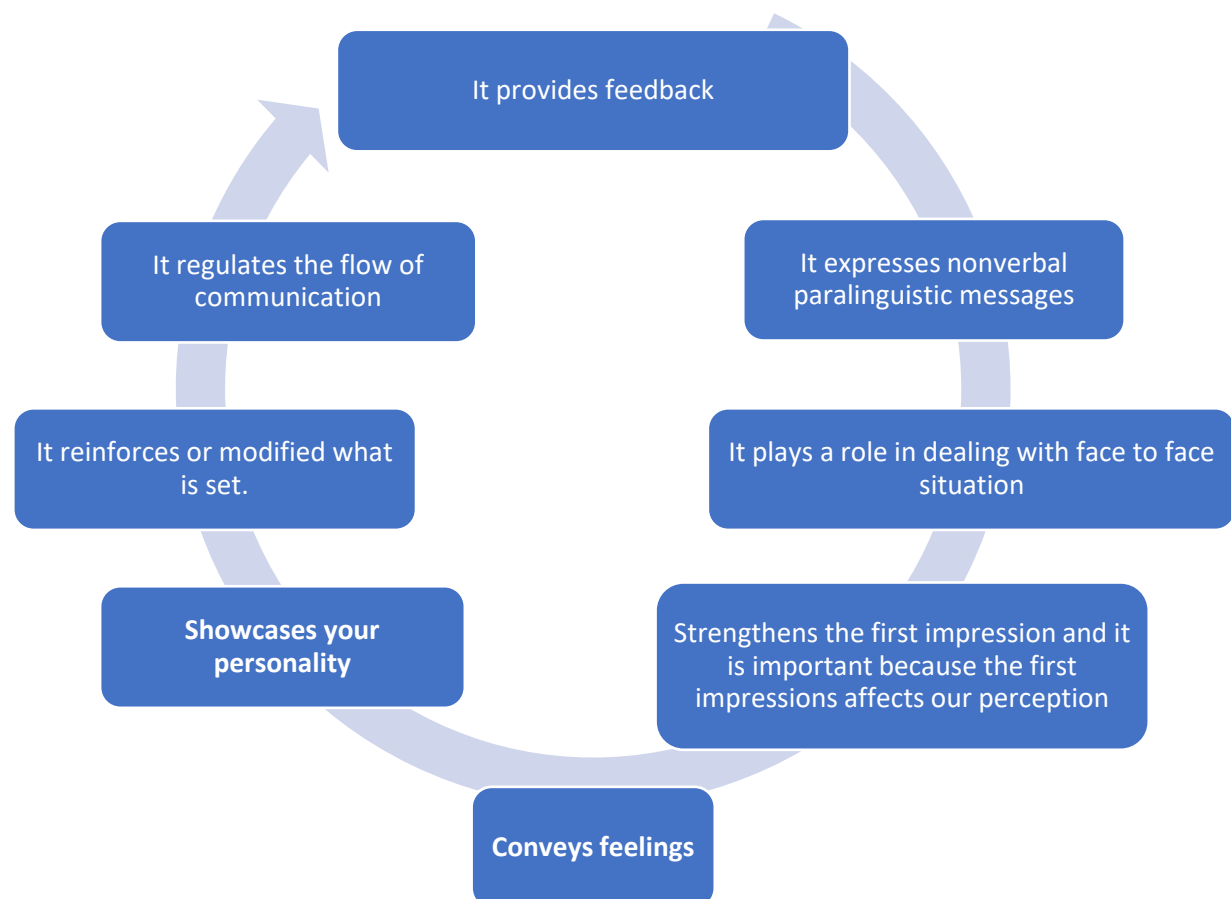 It provides feedback
It expresses nonverbal
paralinguistic messages
It plays a role in dealing with face to face
situation
Strengthens the first impression and it
is important because the first
impressions affects our perception
Conveys feelings
Showcases your
personality
It reinforces or modified what
is set.
It regulates the flow of
communication